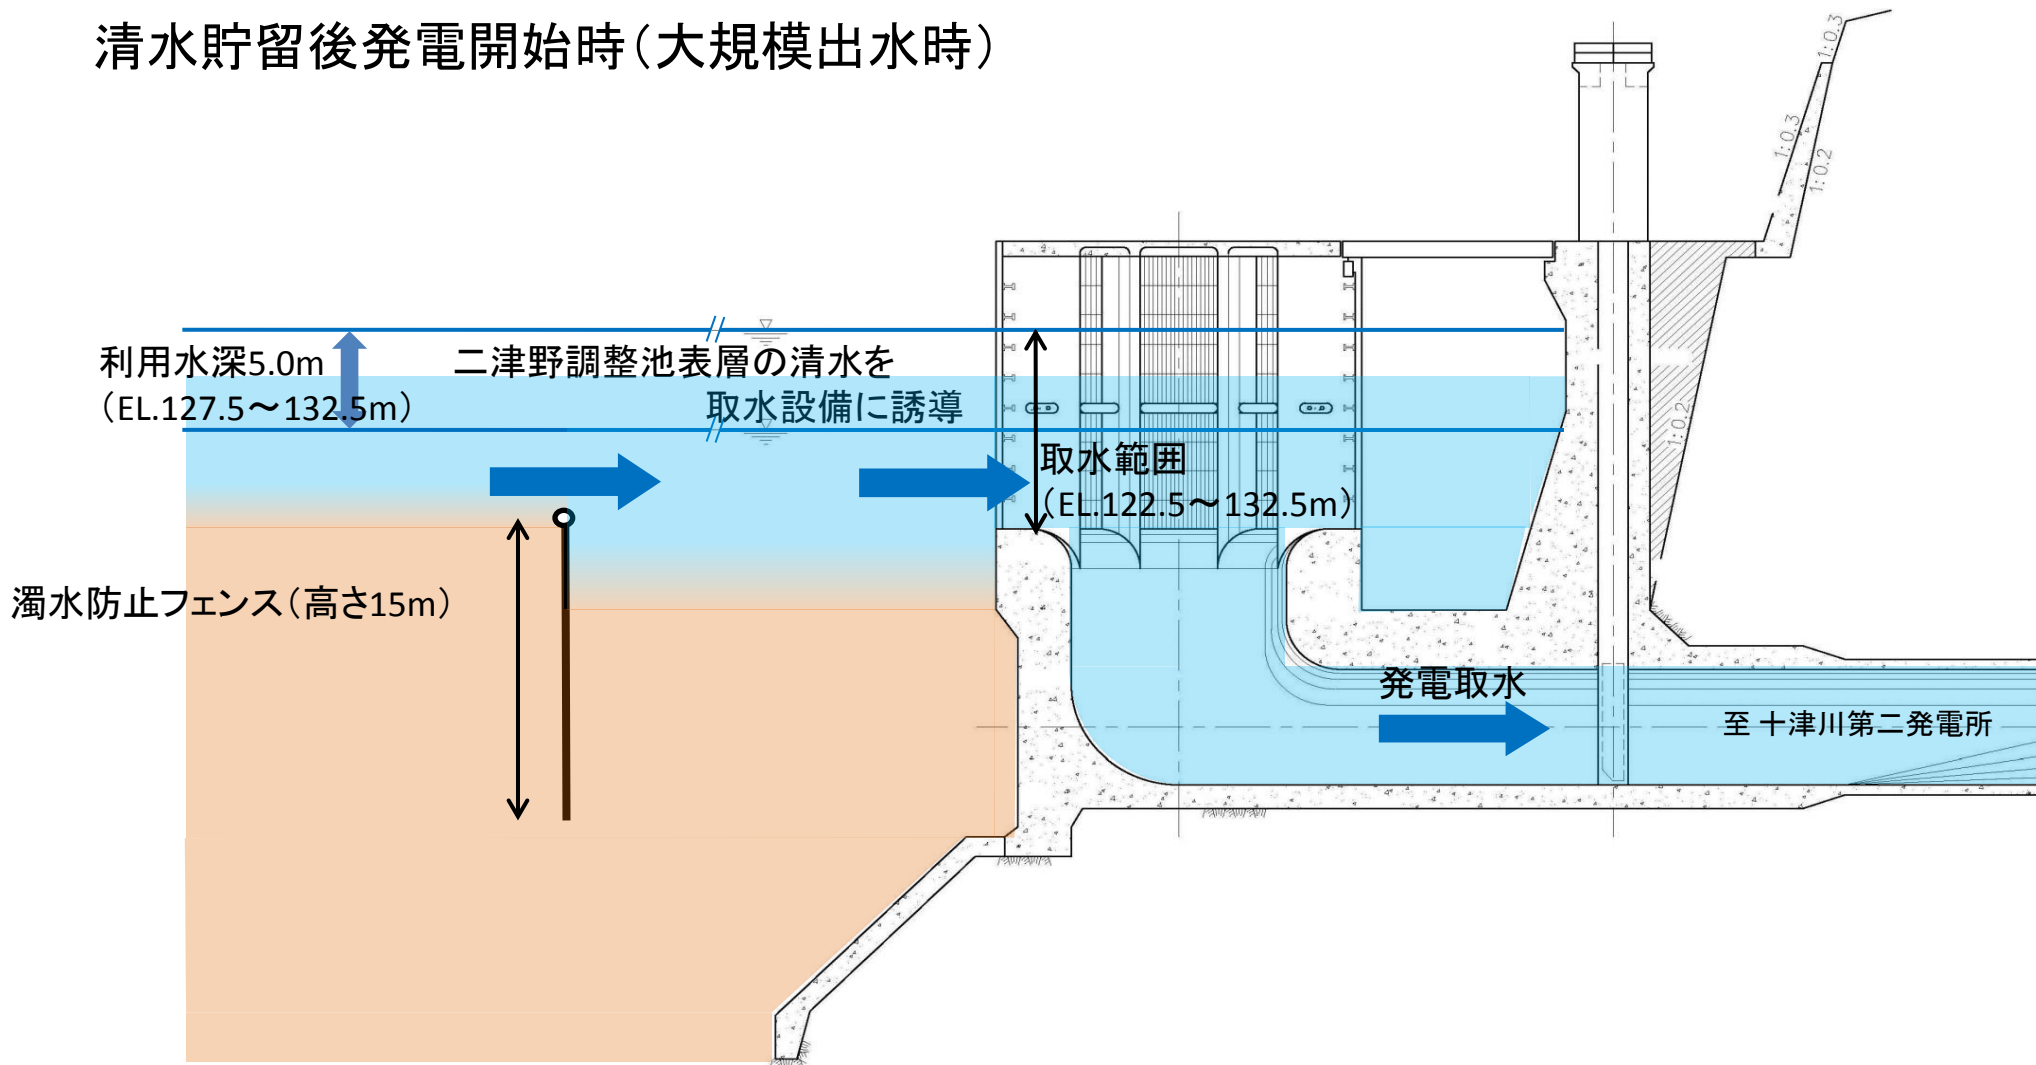 清水貯留後発電開始時（大規模出水時）
1:0.3
1:0.3
1:0.2
利用水深5.0m
（EL.127.5～132.5m）
二津野調整池表層の清水を
取水設備に誘導
1:0.2
取水範囲
（EL.122.5～132.5m）
濁水防止フェンス（高さ15m）
発電取水
至 十津川第二発電所